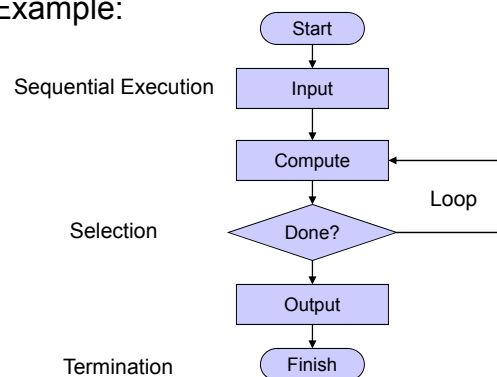 Example:
Start
Sequential Execution
Input
Compute
Loop
Selection
Done?
Output
Termination
Finish